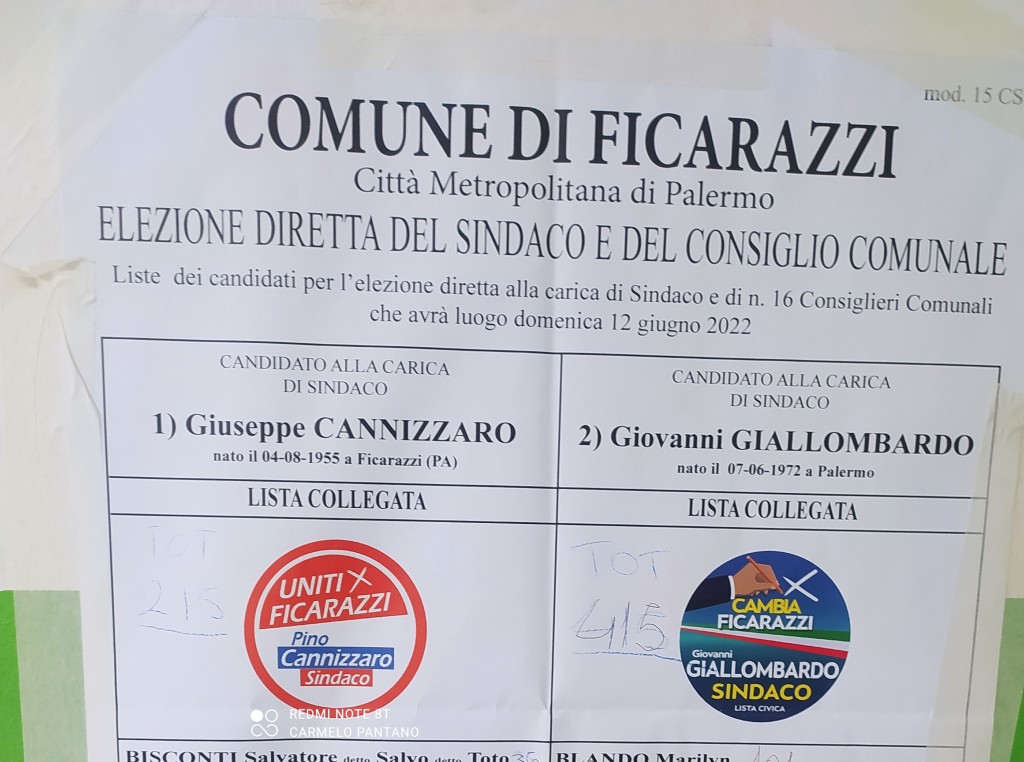 mod. 15 CS
COMUNE DI FICARAZZI
Città Metropolitana di Palermo
ELEZIONE DIRETTA DEL SINDACO E DEL CONSIGLIO COMUNALE
Liste dei candidati per l'elezione diretta alla carica di Sindaco e di n. 16 Consiglieri Comunali
che avrà luogo domenica 12 giugno 2022
CANDIDATO ALLA CARICA
DI SINDACO
1) Giuseppe CANNIZZARO
nato il 04-08-1955 a Ficarazzi (PA)
LISTA COLLEGATA
TOT
215
UNITI X
FICARAZZI
Pino
Cannizzaro
Sindaco
BISCONTI Salvatore detto Salvo detto Toto 36
CANDIDATO ALLA CARICA
DI SINDACO
2) Giovanni GIALLOMBARDO
nato il 07-06-1972 a Palermo
LISTA COLLEGATA
TOT
415
CAMBIA
FICARAZZI
Giovanni
GIALLOMBARDO
SINDACO
LISTA CIVICA
BLANDO Marilyn
REDMI NOTE 8T
CARMELO PANTANO